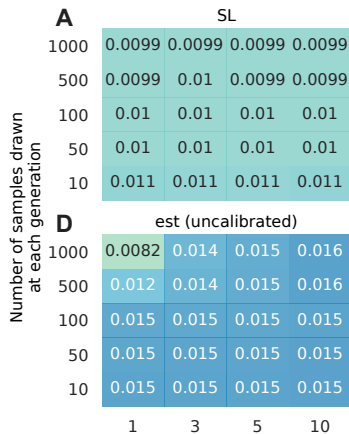 A SL
1000 0.0099 0.0099 0.0099 0.0099
500 0.0099 0.01 0.0099 0.0099
100 0.01 0.01 0.01 0.01
50 0.01 0.01 0.01 0.01
10 0.011 0.011 0.011 0.011
Number of samples drawn
at each generation
D est (uncalibrated)
1000 0.0082 0.014 0.015 0.016
500 0.012 0.014 0.015 0.016
100 0.015 0.015 0.015 0.015
50 0.015 0.015 0.015 0.015
10 0.015 0.015 0.015 0.015
1 3 5 10